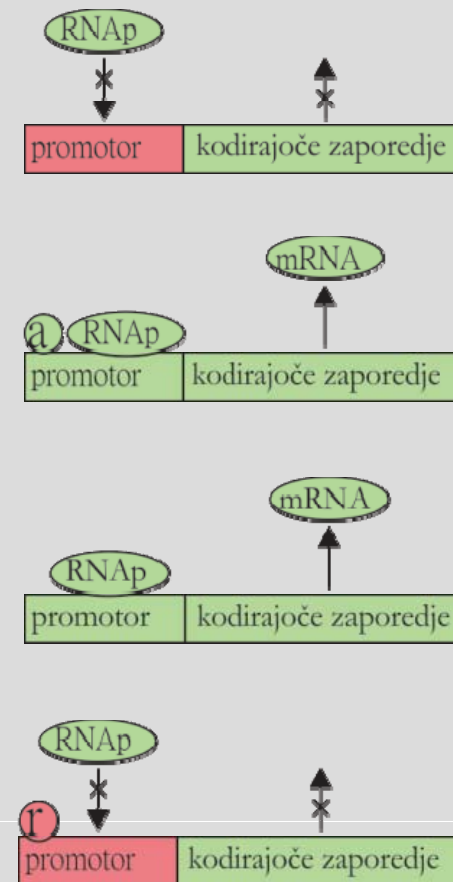 RNAp
promotor kodirajoče zaporedje
mRNA
a RNAp
promotor kodirajoče zaporedje
mRNA
RNAp
promotor kodirajoče zaporedje
RNAp
r
promotor kodirajoče zaporedje